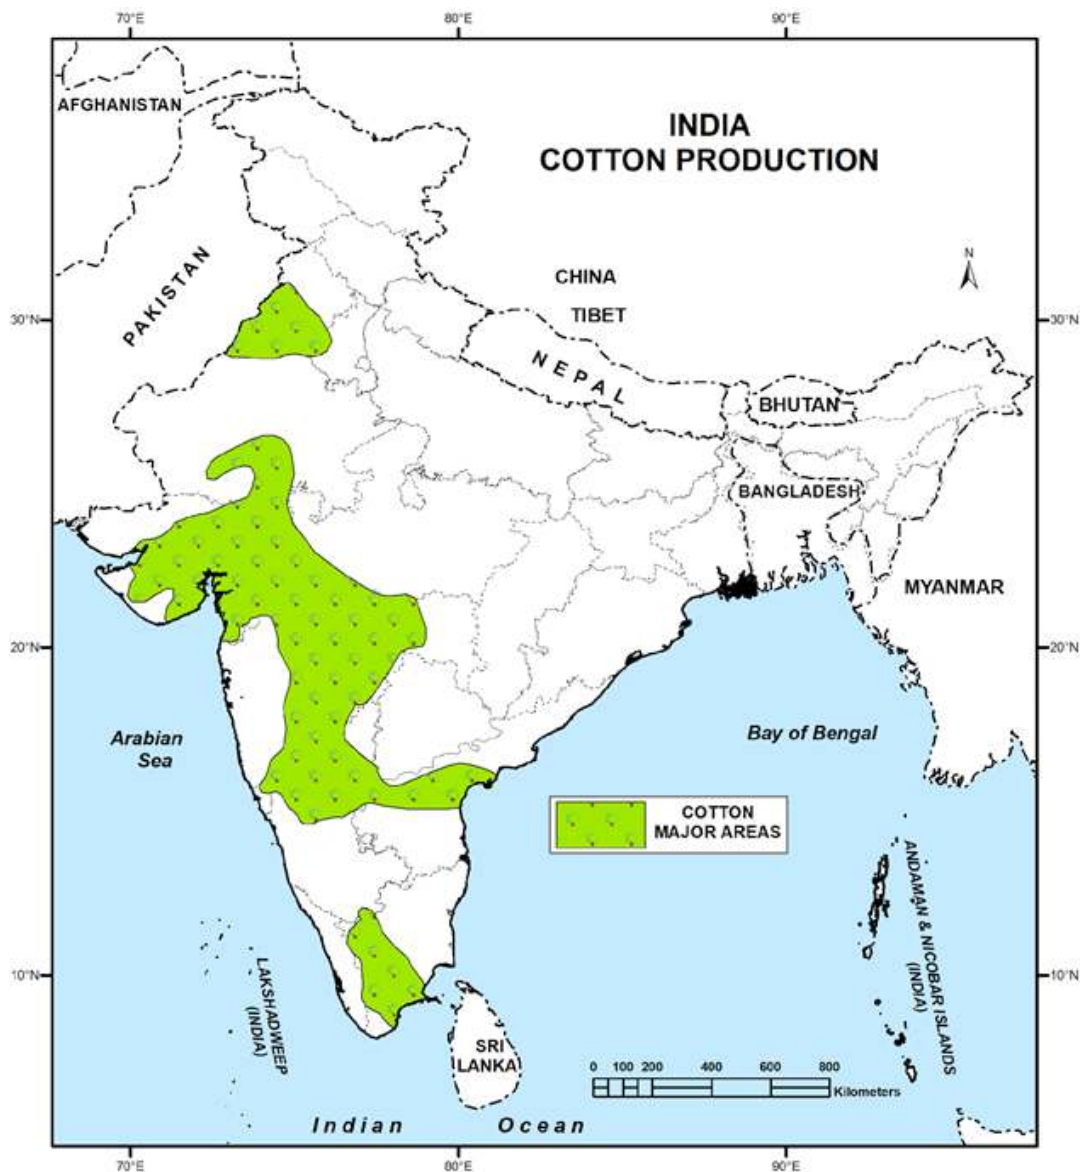 70°E 80°E 90°E
AFGHANISTAN
INDIA
COTTON PRODUCTION
PAKISTAN
N
CHINA
TIBET
30°N 30°N
NEPAL
BHUTAN
BANGLADESH
MYANMAR
20°N 20°N
Arabian
Sea
Bay of Bengal
COTTON
MAJOR AREAS
ANDAMAN & NICOBAR ISLANDS
(INDIA)
10°N 10°N
LAKSHADWEEP
(INDIA)
SRI
LANKA
0 100 200 400 600 800
Kilometers
Indian Ocean
70°E 80°E 90°E